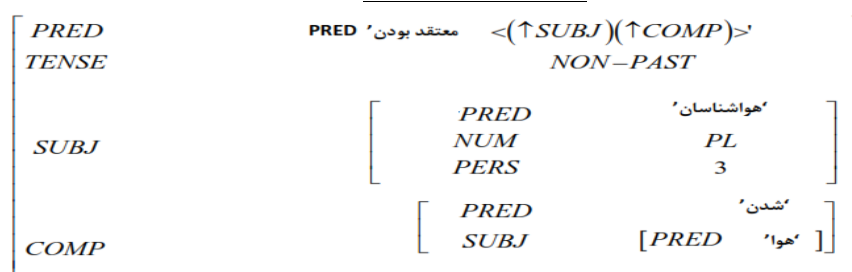 PRED PRED ’معتقد بودن <(↑SUBJ)(↑COMP)>'
TENSE NON–PAST
PRED ’هواشناسان‘
SUBJ NUM PL
PERS 3
PRED ’شدن‘
COMP SUBJ [PRED ’هوا‘ ]